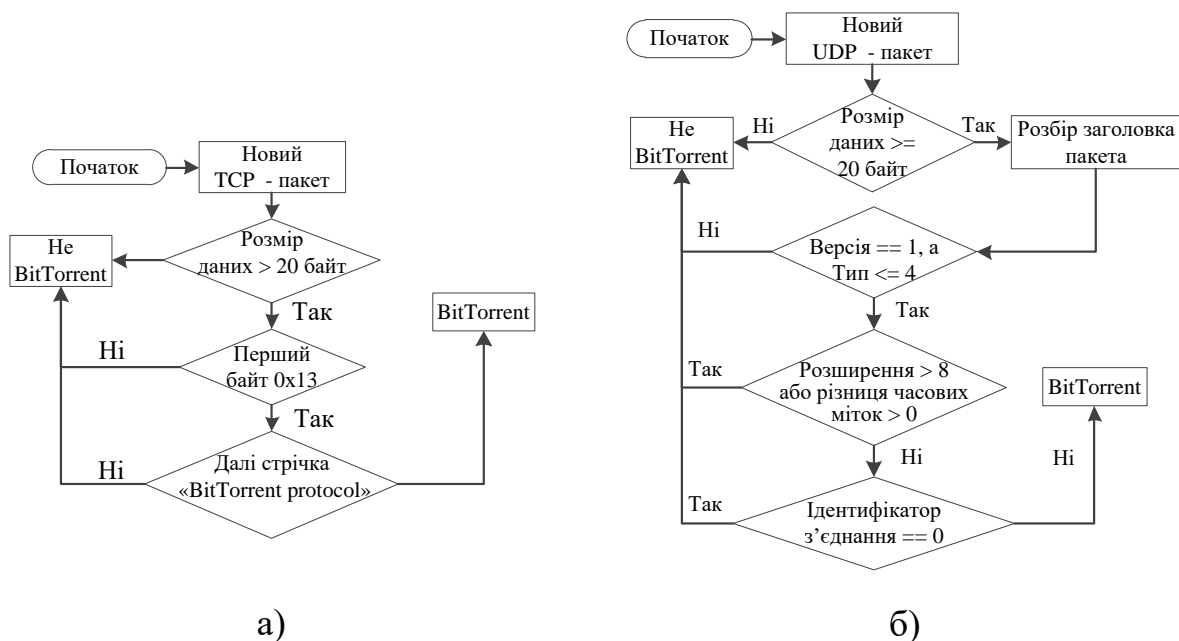 Початок
Новий
TCP - пакет
Розмір
даних > 20 байт
Не
BitTorrent
Так
Перший
байт 0x13
Ні
Так
Далі стрічка
«BitTorrent protocol»
Ні
BitTorrent
а)
Початок
Новий
UDP - пакет
Розмір
даних >=
20 байт
Ні
Так
Не
BitTorrent
Розбір заголовка
пакета
Версія == 1, а
Тип <= 4
Ні
Так
Розширення > 8
або різниця часових
міток > 0
Так
Ні
Ідентифікатор
з’єднання == 0
Так
Ні
BitTorrent
б)